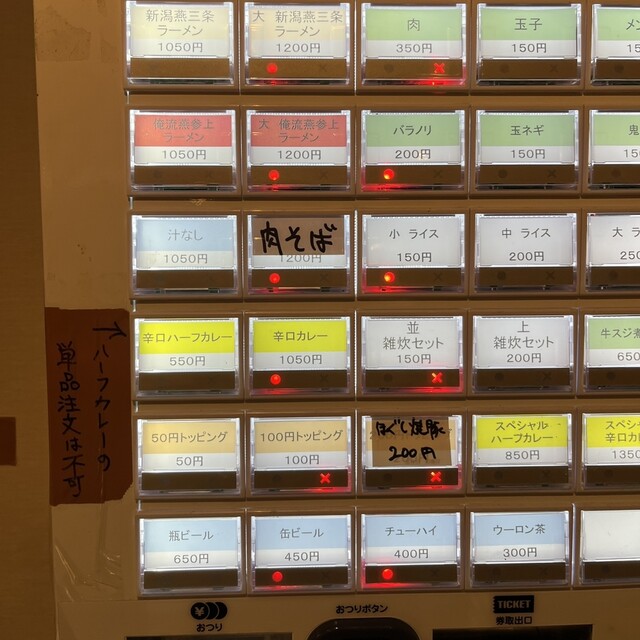 新潟燕三条
ラーメン
1050円
大 新潟燕三条
ラーメン
1200円
肉
350円
玉子
150円
俺流燕参上
ラーメン
1050円
大 俺流燕参上
ラーメン
1200円
バラノリ
200円
玉ネギ
150円
汁なし
1050円
肉そば
1200円
小 ライス
150円
中 ライス
200円
大 ラ
250
↑ハーフカレーの
単品注文は不可
辛口ハーフカレー
550円
辛口カレー
1050円
並
雑炊セット
150円
上
雑炊セット
200円
牛スジ煮
650
50円トッピング
50円
100円トッピング
100円
ほぐし焼豚
200円
スペシャル
ハーフカレー
850円
スペシ
辛口カ
1350
瓶ビール
650円
缶ビール
450円
チューハイ
400円
ウーロン茶
300円
おつり
おつりボタン
TICKET
券取出口